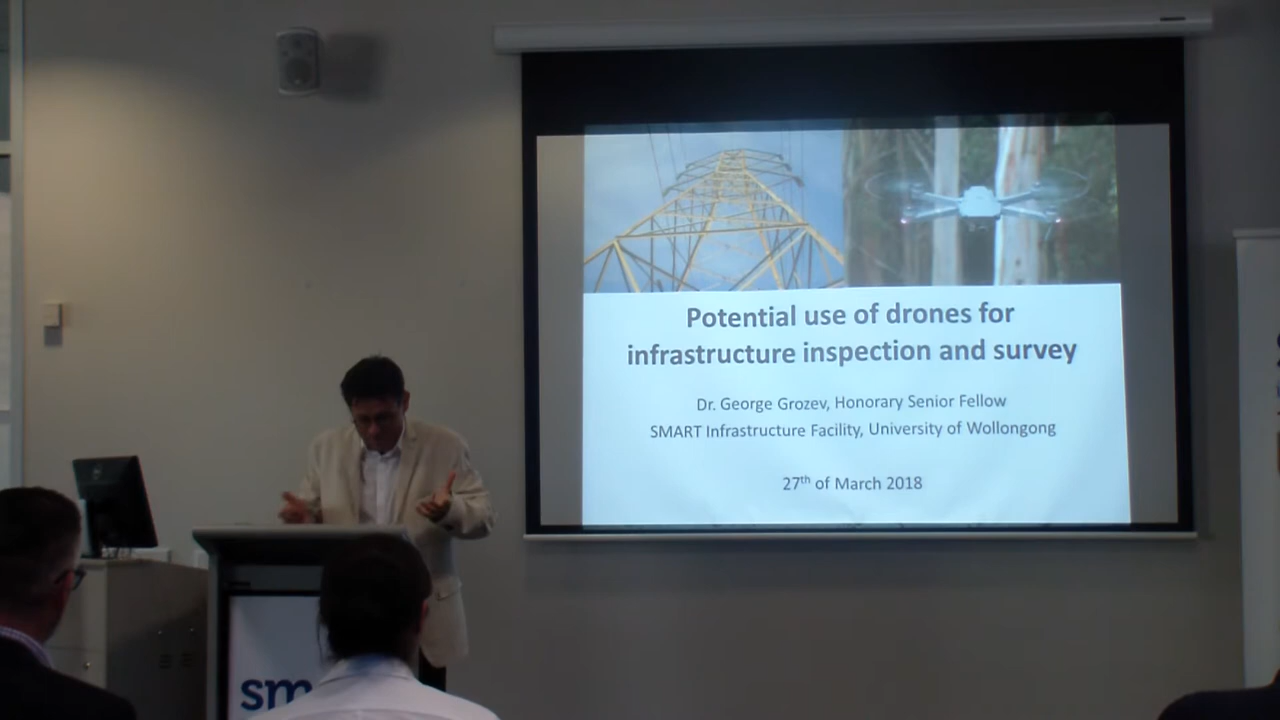 Potential use of drones for
infrastructure inspection and survey
Dr. George Grozev, Honorary Senior Fellow
SMART Infrastructure Facility, University of Wollongong
27th of March 2018
sm